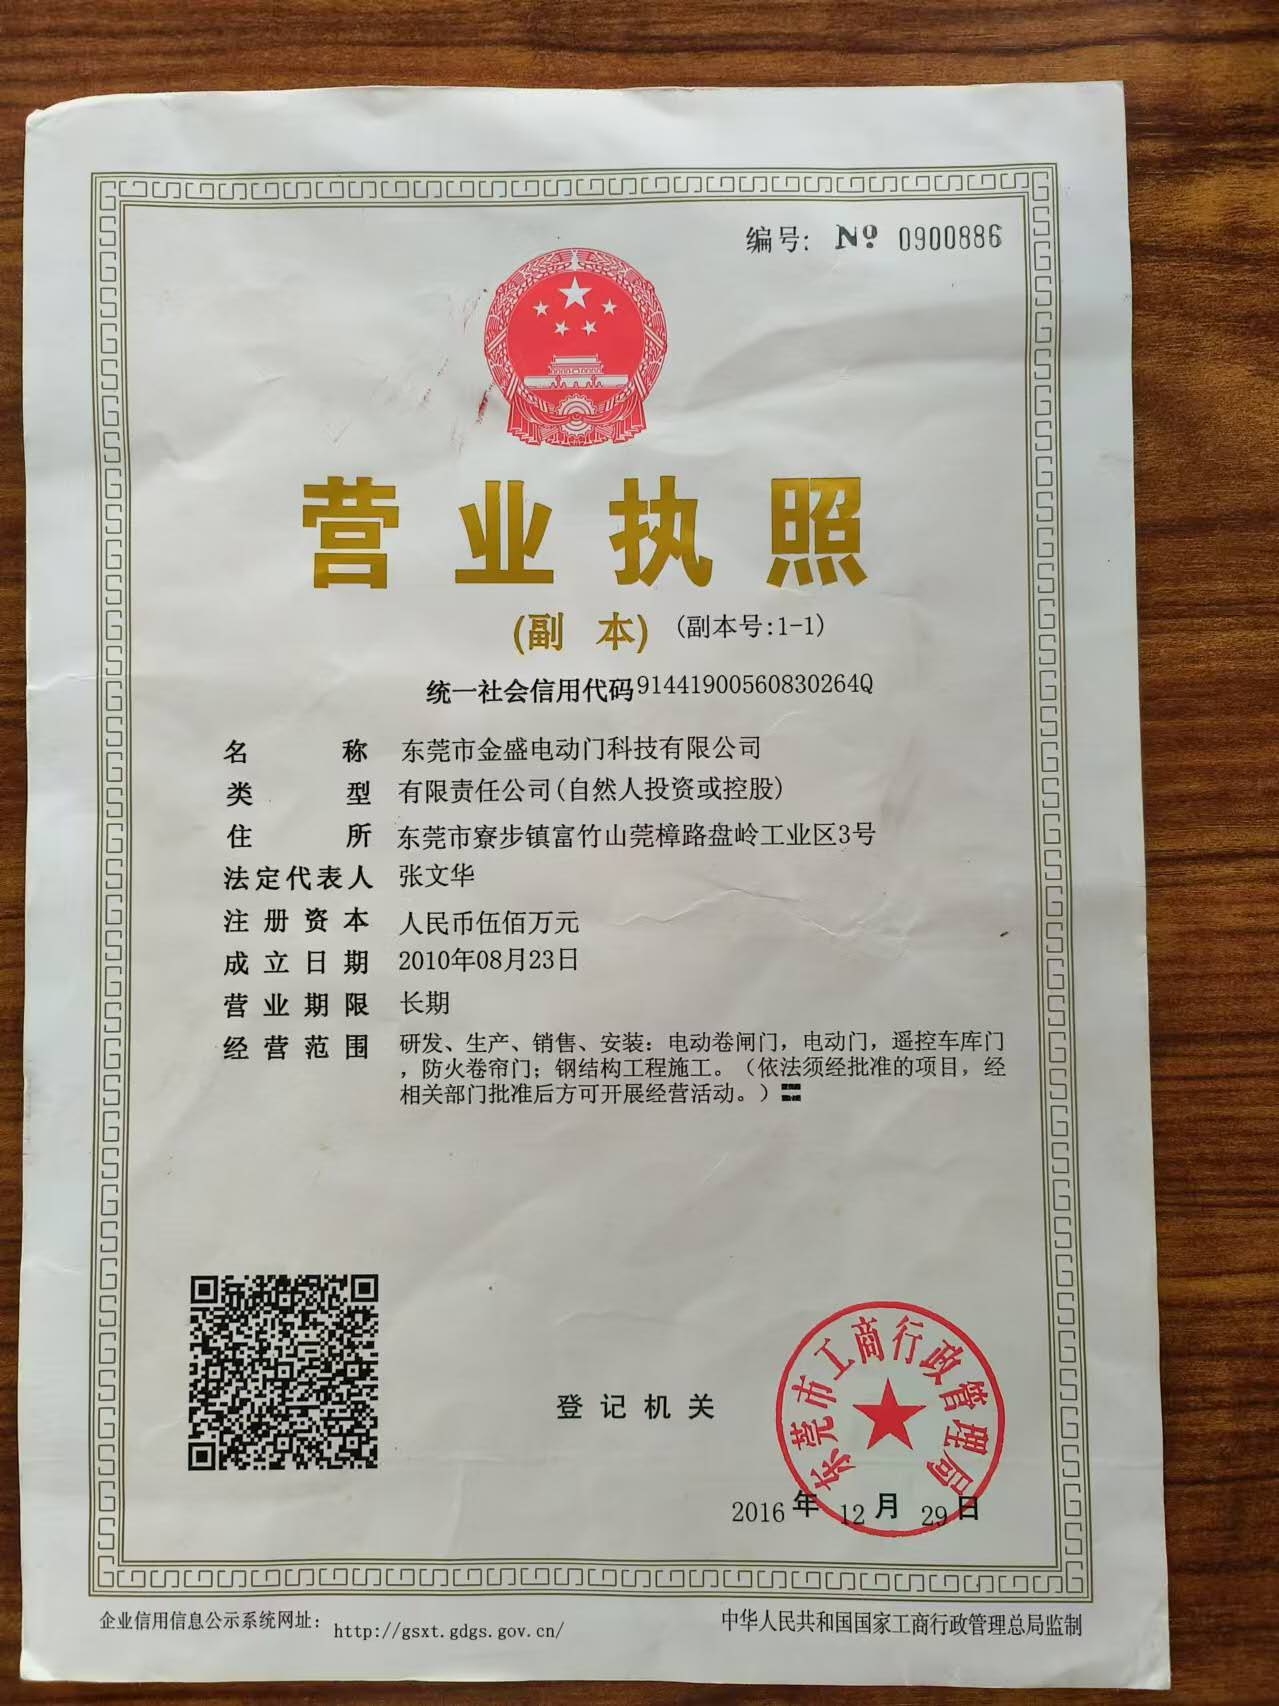 编号: № 0900886
营业执照
(副 本) (副本号:1-1)
统一社会信用代码91441900560830264Q
名称 东莞市金盛电动门科技有限公司
类型 有限责任公司(自然人投资或控股)
住所 东莞市寮步镇富竹山莞樟路盘岭工业区3号
法定代表人 张文华
注册资本 人民币伍佰万元
成立日期 2010年08月23日
营业期限 长期
经营范围 研发、生产、销售、安装：电动卷闸门，电动门，遥控车库门
，防火卷帘门；钢结构工程施工。（依法须经批准的项目，经
相关部门批准后方可开展经营活动。）
登记机关
东莞市工商行政管理局
2016年12月29日
企业信用信息公示系统网址：http://gsxt.gdgs.gov.cn/
中华人民共和国国家工商行政管理总局监制